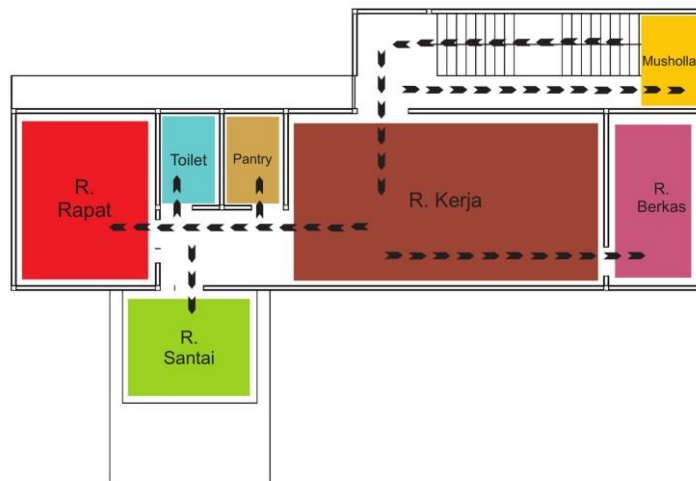 Musholla
Toilet
Pantry
R.
Rapat
R. Kerja
R.
Berkas
R.
Santai